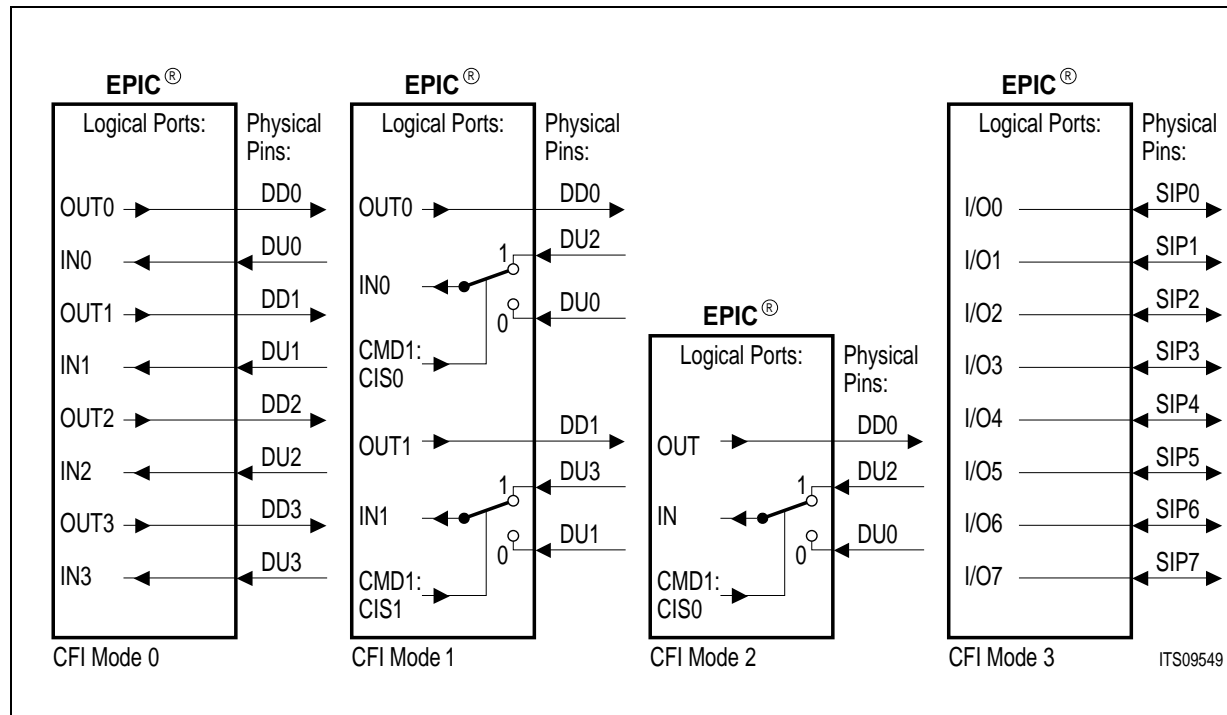 EPIC®
Logical Ports:
Physical
Pins:
OUT0
DD0
IN0
DU0
OUT1
DD1
IN1
DU1
OUT2
DD2
IN2
DU2
OUT3
DD3
IN3
DU3
CFI Mode 0
EPIC®
Logical Ports:
Physical
Pins:
OUT0
DD0
1
DU2
IN0
0
DU0
CMD1:
CIS0
OUT1
DD1
1
DU3
IN1
0
DU1
CMD1:
CIS1
CFI Mode 1
EPIC®
Logical Ports:
Physical
Pins:
OUT
DD0
1
DU2
IN
0
DU0
CMD1:
CIS0
CFI Mode 2
EPIC®
Logical Ports:
Physical
Pins:
I/O0
SIP0
I/O1
SIP1
I/O2
SIP2
I/O3
SIP3
I/O4
SIP4
I/O5
SIP5
I/O6
SIP6
I/O7
SIP7
CFI Mode 3
ITS09549